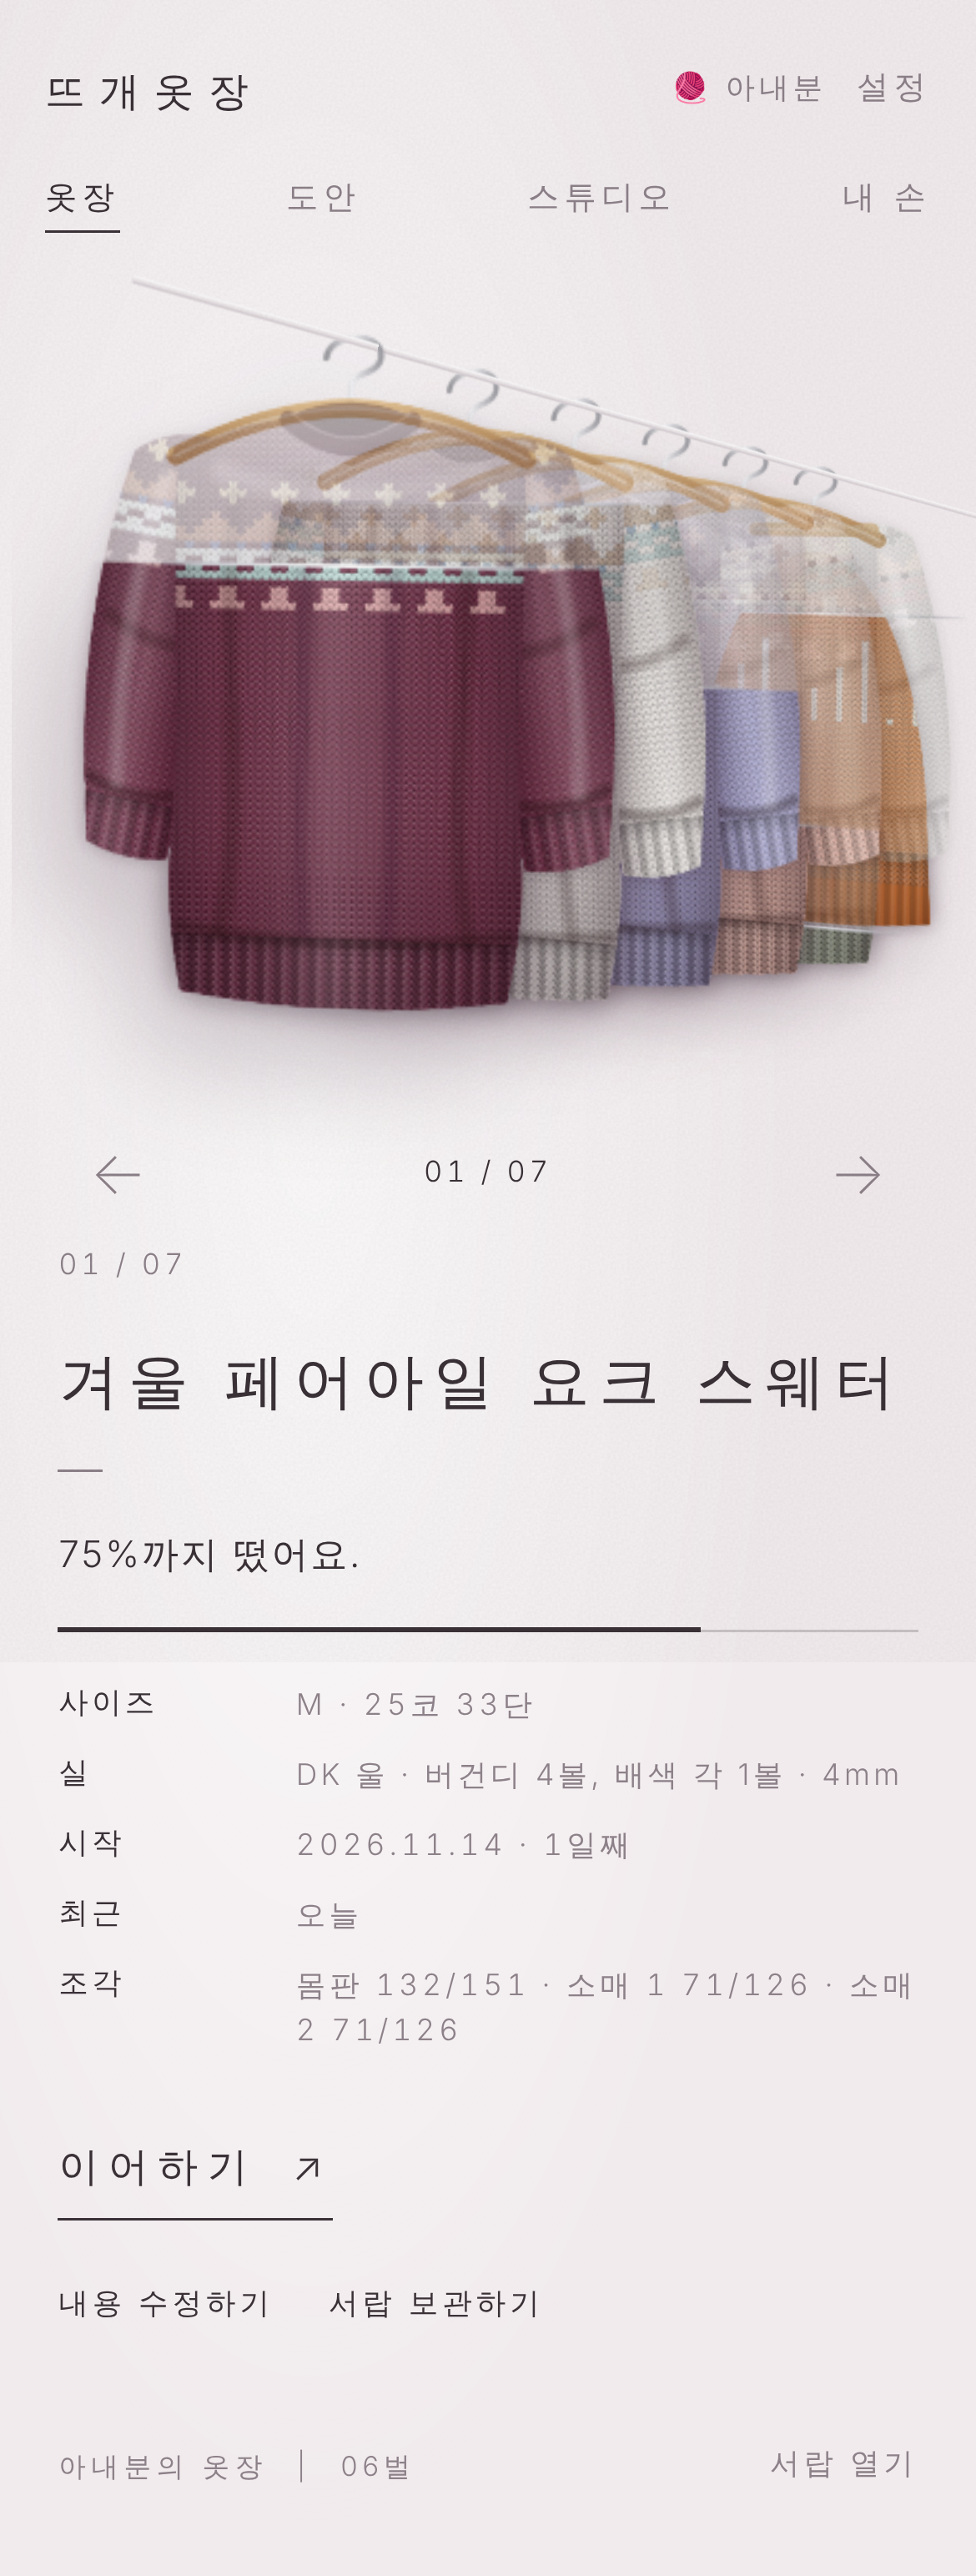 뜨개옷장
아내분 설정
옷장 도안 스튜디오 내 손
01 / 07
01 / 07
겨울 페어아일 요크 스웨터
75%까지 떴어요.
사이즈 M · 25코 33단
실 DK 울 · 버건디 4볼, 배색 각 1볼 · 4mm
시작 2026.11.14 · 1일째
최근 오늘
조각 몸판 132/151 · 소매 1 71/126 · 소매
2 71/126
이어하기 ↗
내용 수정하기 서랍 보관하기
아내분의 옷장 | 06벌 서랍 열기